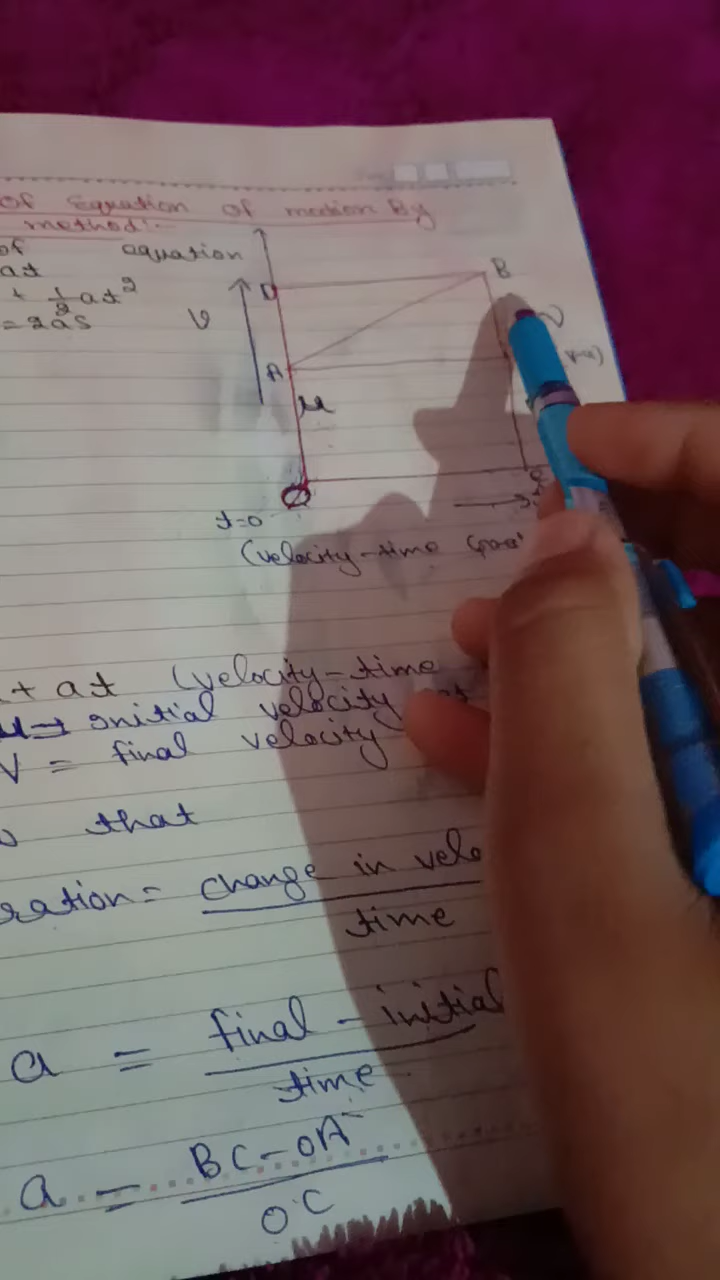 of Equation of motion By
method:-
of equation
at
+ 1/2 at²
= 2as
D
B
v
A
u
v-u)
t=0
(velocity-time
+ at (velocity-time
u → initial velocity at
V = final velocity
that
ration = change in velo
time
a = final - initial
time
a = BC - OA
OC